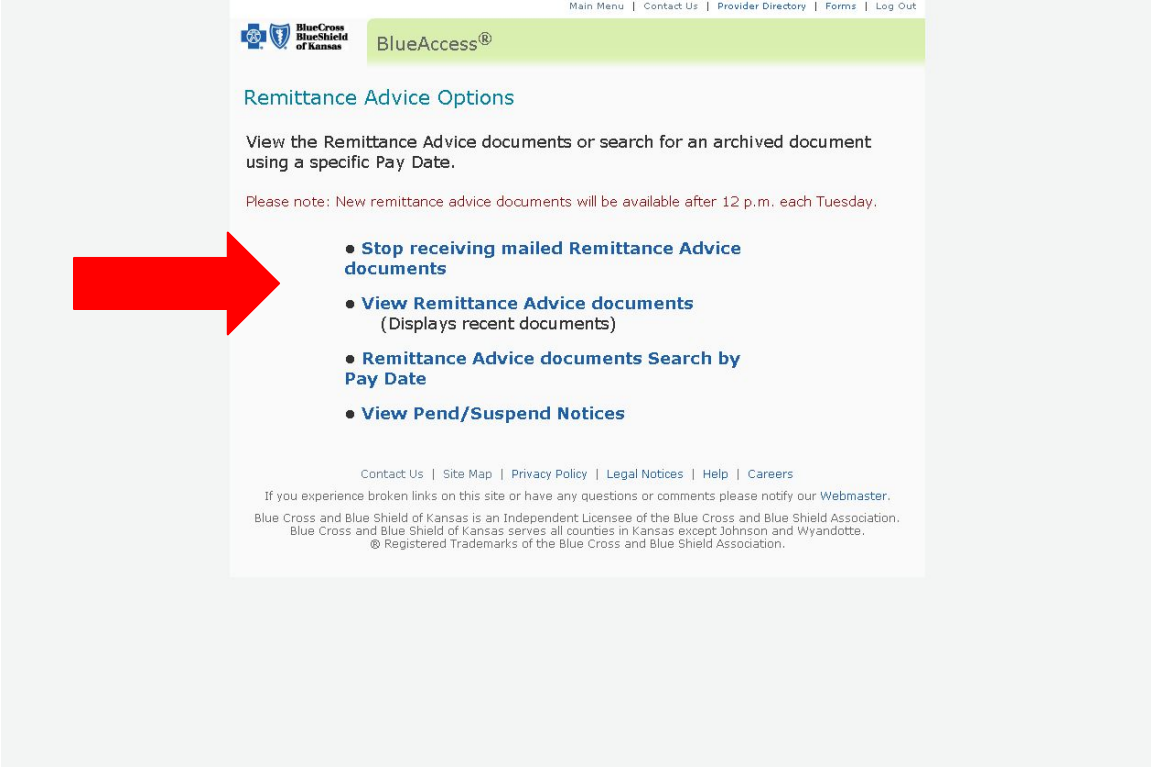 Main Menu | Contact Us | Provider Directory | Forms | Log Out
BlueCross
BlueShield
of Kansas
BlueAccess®
Remittance Advice Options
View the Remittance Advice documents or search for an archived document
using a specific Pay Date.
Please note: New remittance advice documents will be available after 12 p.m. each Tuesday.
● Stop receiving mailed Remittance Advice
documents
● View Remittance Advice documents
(Displays recent documents)
● Remittance Advice documents Search by
Pay Date
● View Pend/Suspend Notices
Contact Us | Site Map | Privacy Policy | Legal Notices | Help | Careers
If you experience broken links on this site or have any questions or comments please notify our Webmaster.
Blue Cross and Blue Shield of Kansas is an Independent Licensee of the Blue Cross and Blue Shield Association.
Blue Cross and Blue Shield of Kansas serves all counties in Kansas except Johnson and Wyandotte.
® Registered Trademarks of the Blue Cross and Blue Shield Association.